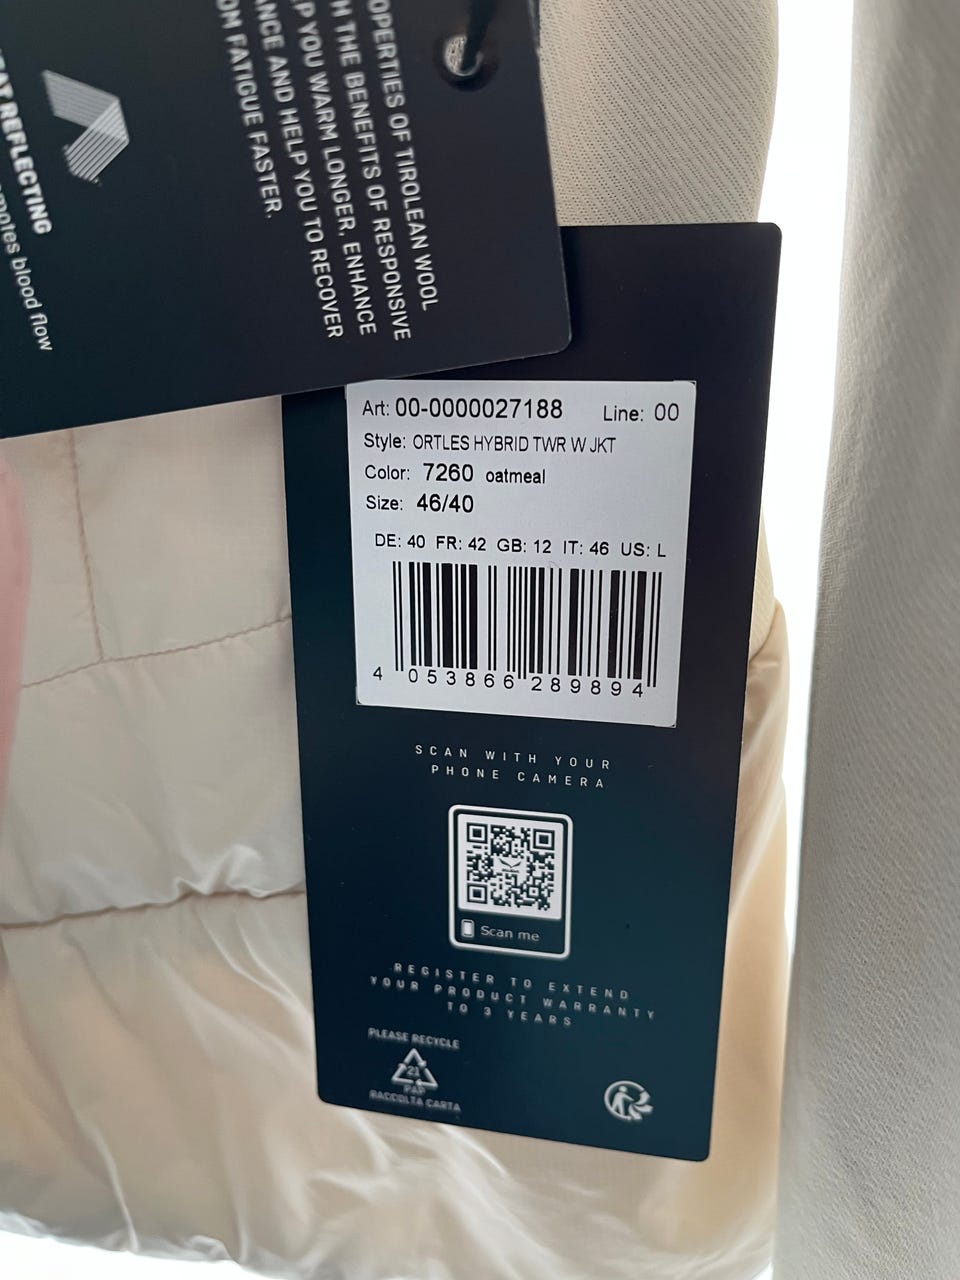 OPERTIES OF TIROLEAN WOOL
H THE BENEFITS OF RESPONSIVE
P YOU WARM LONGER, ENHANCE
ANCE AND HELP YOU TO RECOVER
OM FATIGUE FASTER.
EAT REFLECTING
motes blood flow
Art: 00-0000027188 Line: 00
Style: ORTLES HYBRID TWR W JKT
Color: 7260 oatmeal
Size: 46/40
DE: 40 FR: 42 GB: 12 IT: 46 US: L
4 053866 289894
SCAN WITH YOUR
PHONE CAMERA
Scan me
REGISTER TO EXTEND
YOUR PRODUCT WARRANTY
TO 3 YEARS
PLEASE RECYCLE
21
PAP
RACCOLTA CARTA